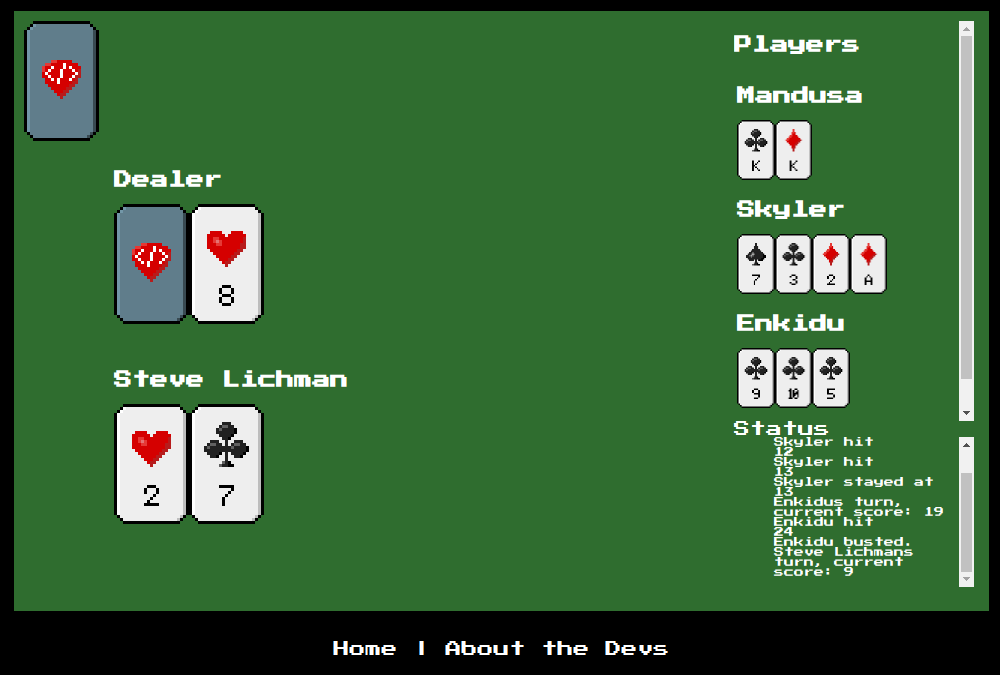 </>
Dealer
</>
8
Steve Lichman
2 7
Players
Mandusa
K K
Skyler
7 3 2 A
Enkidu
9 10 5
Status
Skyler hit
12
Skyler hit
13
Skyler stayed at
13
Enkidus turn,
current score: 19
Enkidu hit
24
Enkidu busted.
Steve Lichmans
turn, current
score: 9
Home | About the Devs